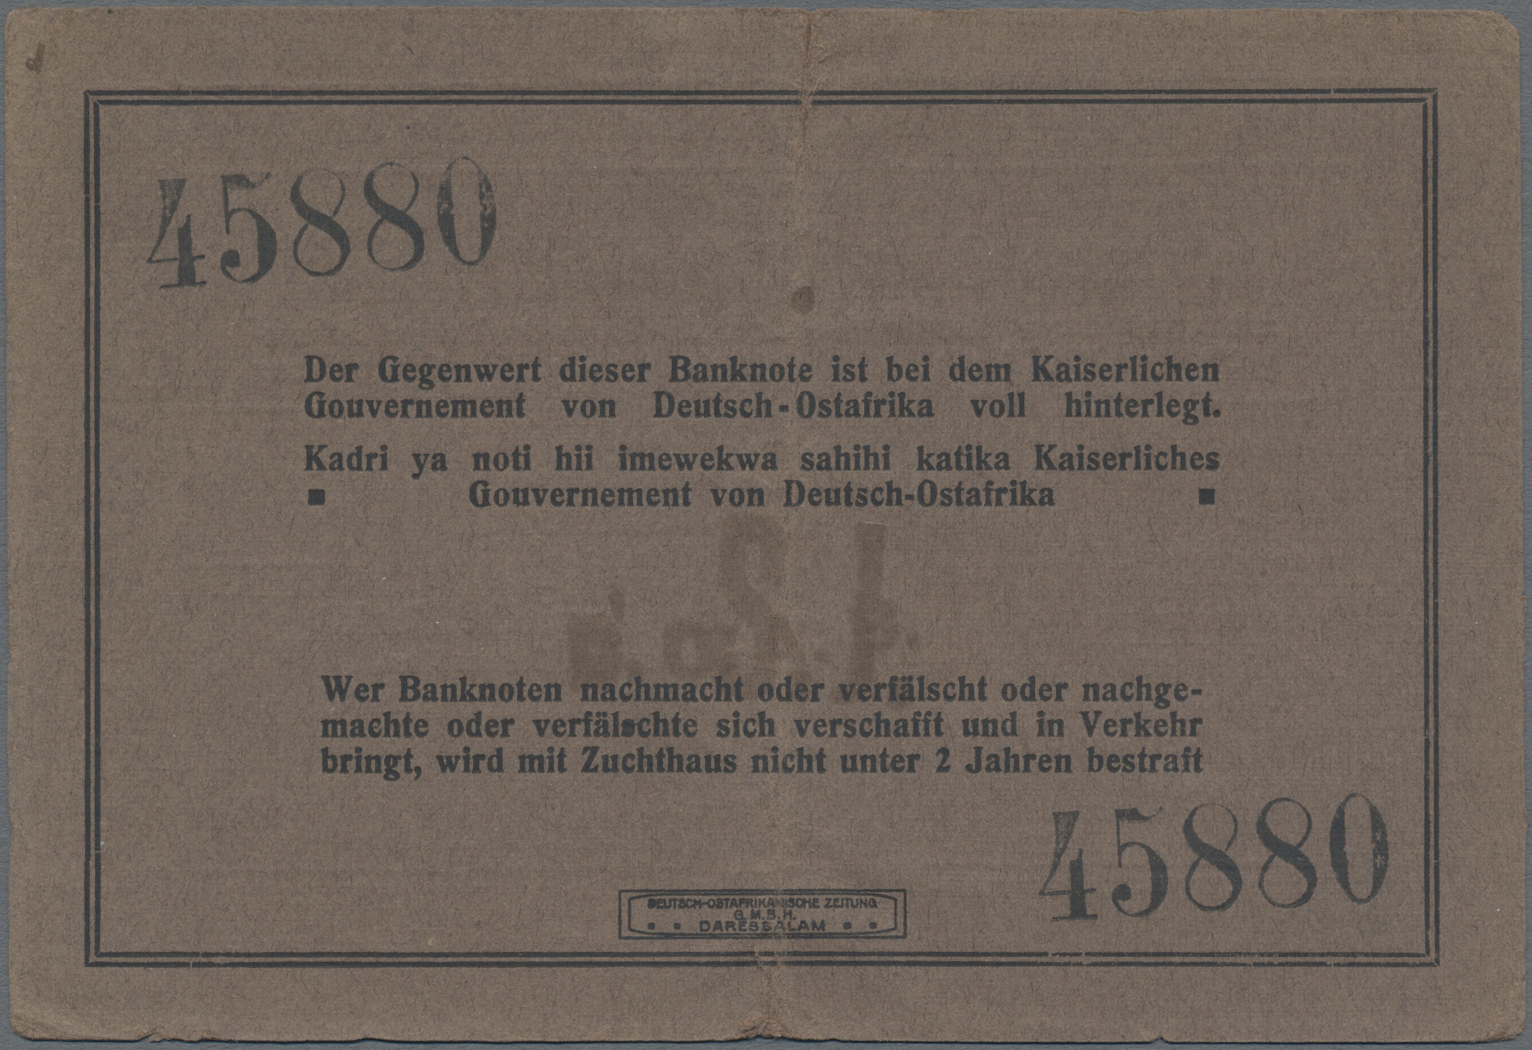 45880
Der Gegenwert dieser Banknote ist bei dem Kaiserlichen
Gouvernement von Deutsch-Ostafrika voll hinterlegt.
Kadri ya noti hii imewekwa sahihi katika Kaiserliches
Gouvernement von Deutsch-Ostafrika
Wer Banknoten nachmacht oder verfälscht oder nachge-
machte oder verfälschte sich verschafft und in Verkehr
bringt, wird mit Zuchthaus nicht unter 2 Jahren bestraft
45880
DEUTSCH-OSTAFRIKANISCHE ZEITUNG
G.M.B.H.
DARESSALAM